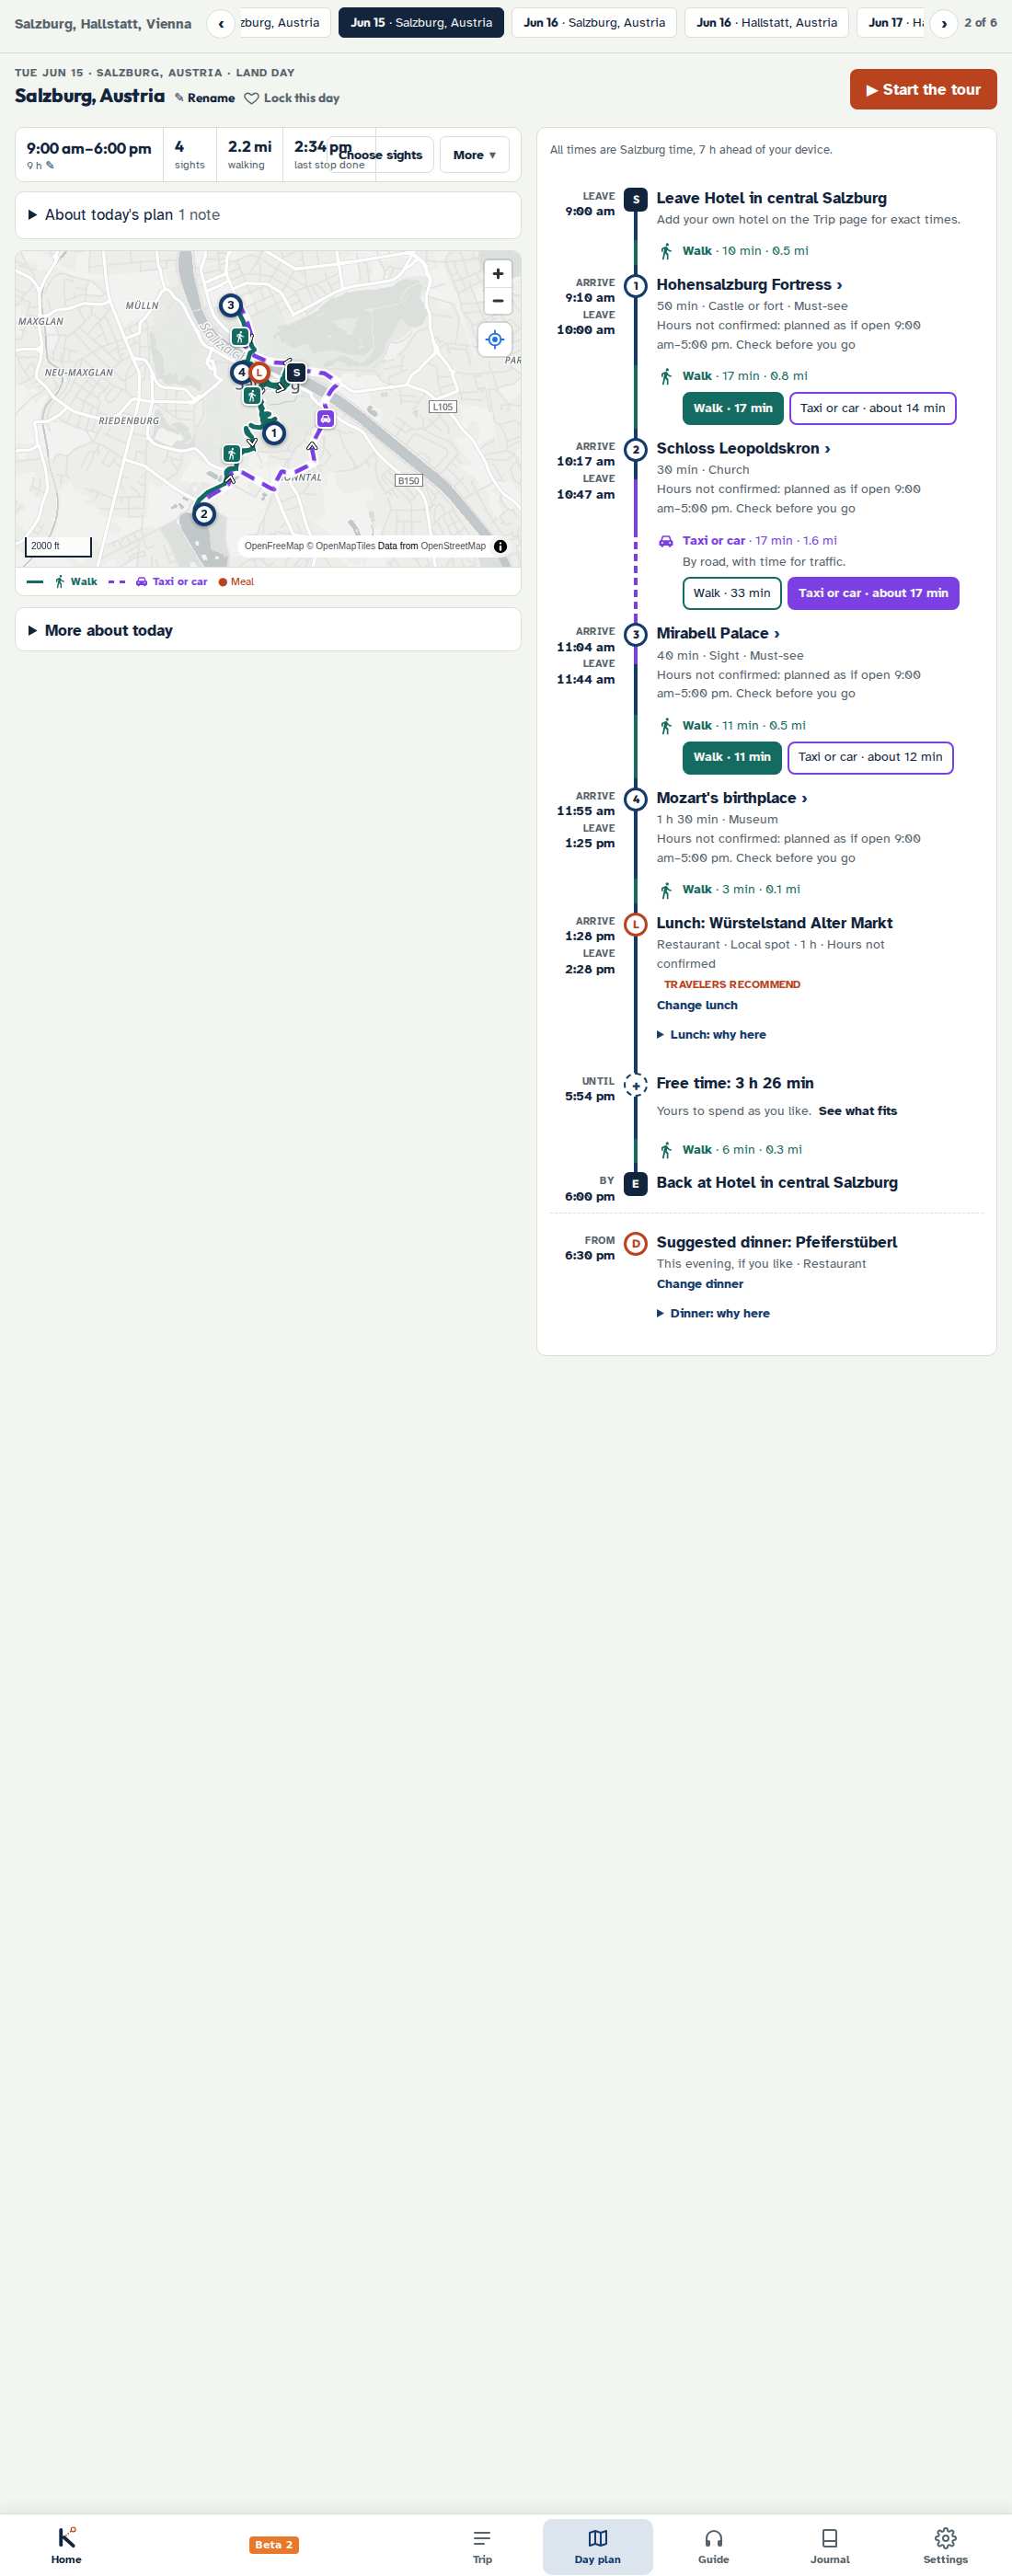 Salzburg, Hallstatt, Vienna
‹
zburg, Austria
Jun 15 · Salzburg, Austria
Jun 16 · Salzburg, Austria
Jun 16 · Hallstatt, Austria
Jun 17 · Ha
›
2 of 6
TUE JUN 15 · SALZBURG, AUSTRIA · LAND DAY
Salzburg, Austria ✎ Rename Lock this day
▶ Start the tour
9:00 am–6:00 pm
9 h ✎
4
sights
2.2 mi
walking
2:34 pm
last stop done
Choose sights
More ▼
▶ About today's plan 1 note
MÜLLN
MAXGLAN
NEU-MAXGLAN
RIEDENBURG
PAR
L105
B150
3
4
L
S
1
2
+
−
2000 ft
OpenFreeMap © OpenMapTiles Data from OpenStreetMap
Walk
Taxi or car
Meal
▶ More about today
All times are Salzburg time, 7 h ahead of your device.
LEAVE
9:00 am
S
Leave Hotel in central Salzburg
Add your own hotel on the Trip page for exact times.
Walk · 10 min · 0.5 mi
ARRIVE
9:10 am
LEAVE
10:00 am
1
Hohensalzburg Fortress ›
50 min · Castle or fort · Must-see
Hours not confirmed: planned as if open 9:00
am–5:00 pm. Check before you go
Walk · 17 min · 0.8 mi
Walk · 17 min
Taxi or car · about 14 min
ARRIVE
10:17 am
LEAVE
10:47 am
2
Schloss Leopoldskron ›
30 min · Church
Hours not confirmed: planned as if open 9:00
am–5:00 pm. Check before you go
Taxi or car · 17 min · 1.6 mi
By road, with time for traffic.
Walk · 33 min
Taxi or car · about 17 min
ARRIVE
11:04 am
LEAVE
11:44 am
3
Mirabell Palace ›
40 min · Sight · Must-see
Hours not confirmed: planned as if open 9:00
am–5:00 pm. Check before you go
Walk · 11 min · 0.5 mi
Walk · 11 min
Taxi or car · about 12 min
ARRIVE
11:55 am
LEAVE
1:25 pm
4
Mozart's birthplace ›
1 h 30 min · Museum
Hours not confirmed: planned as if open 9:00
am–5:00 pm. Check before you go
Walk · 3 min · 0.1 mi
ARRIVE
1:28 pm
LEAVE
2:28 pm
L
Lunch: Würstelstand Alter Markt
Restaurant · Local spot · 1 h · Hours not
confirmed
TRAVELERS RECOMMEND
Change lunch
▶ Lunch: why here
UNTIL
5:54 pm
+
Free time: 3 h 26 min
Yours to spend as you like. See what fits
Walk · 6 min · 0.3 mi
BY
6:00 pm
E
Back at Hotel in central Salzburg
FROM
6:30 pm
D
Suggested dinner: Pfeiferstüberl
This evening, if you like · Restaurant
Change dinner
▶ Dinner: why here
Home
Beta 2
Trip
Day plan
Guide
Journal
Settings